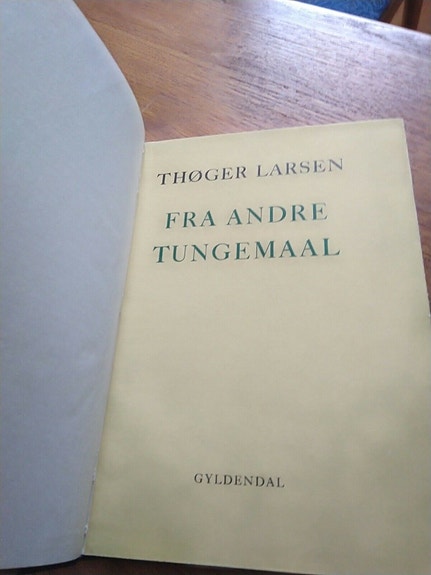 THØGER LARSEN
FRA ANDRE
TUNGEMAAL
GYLDENDAL